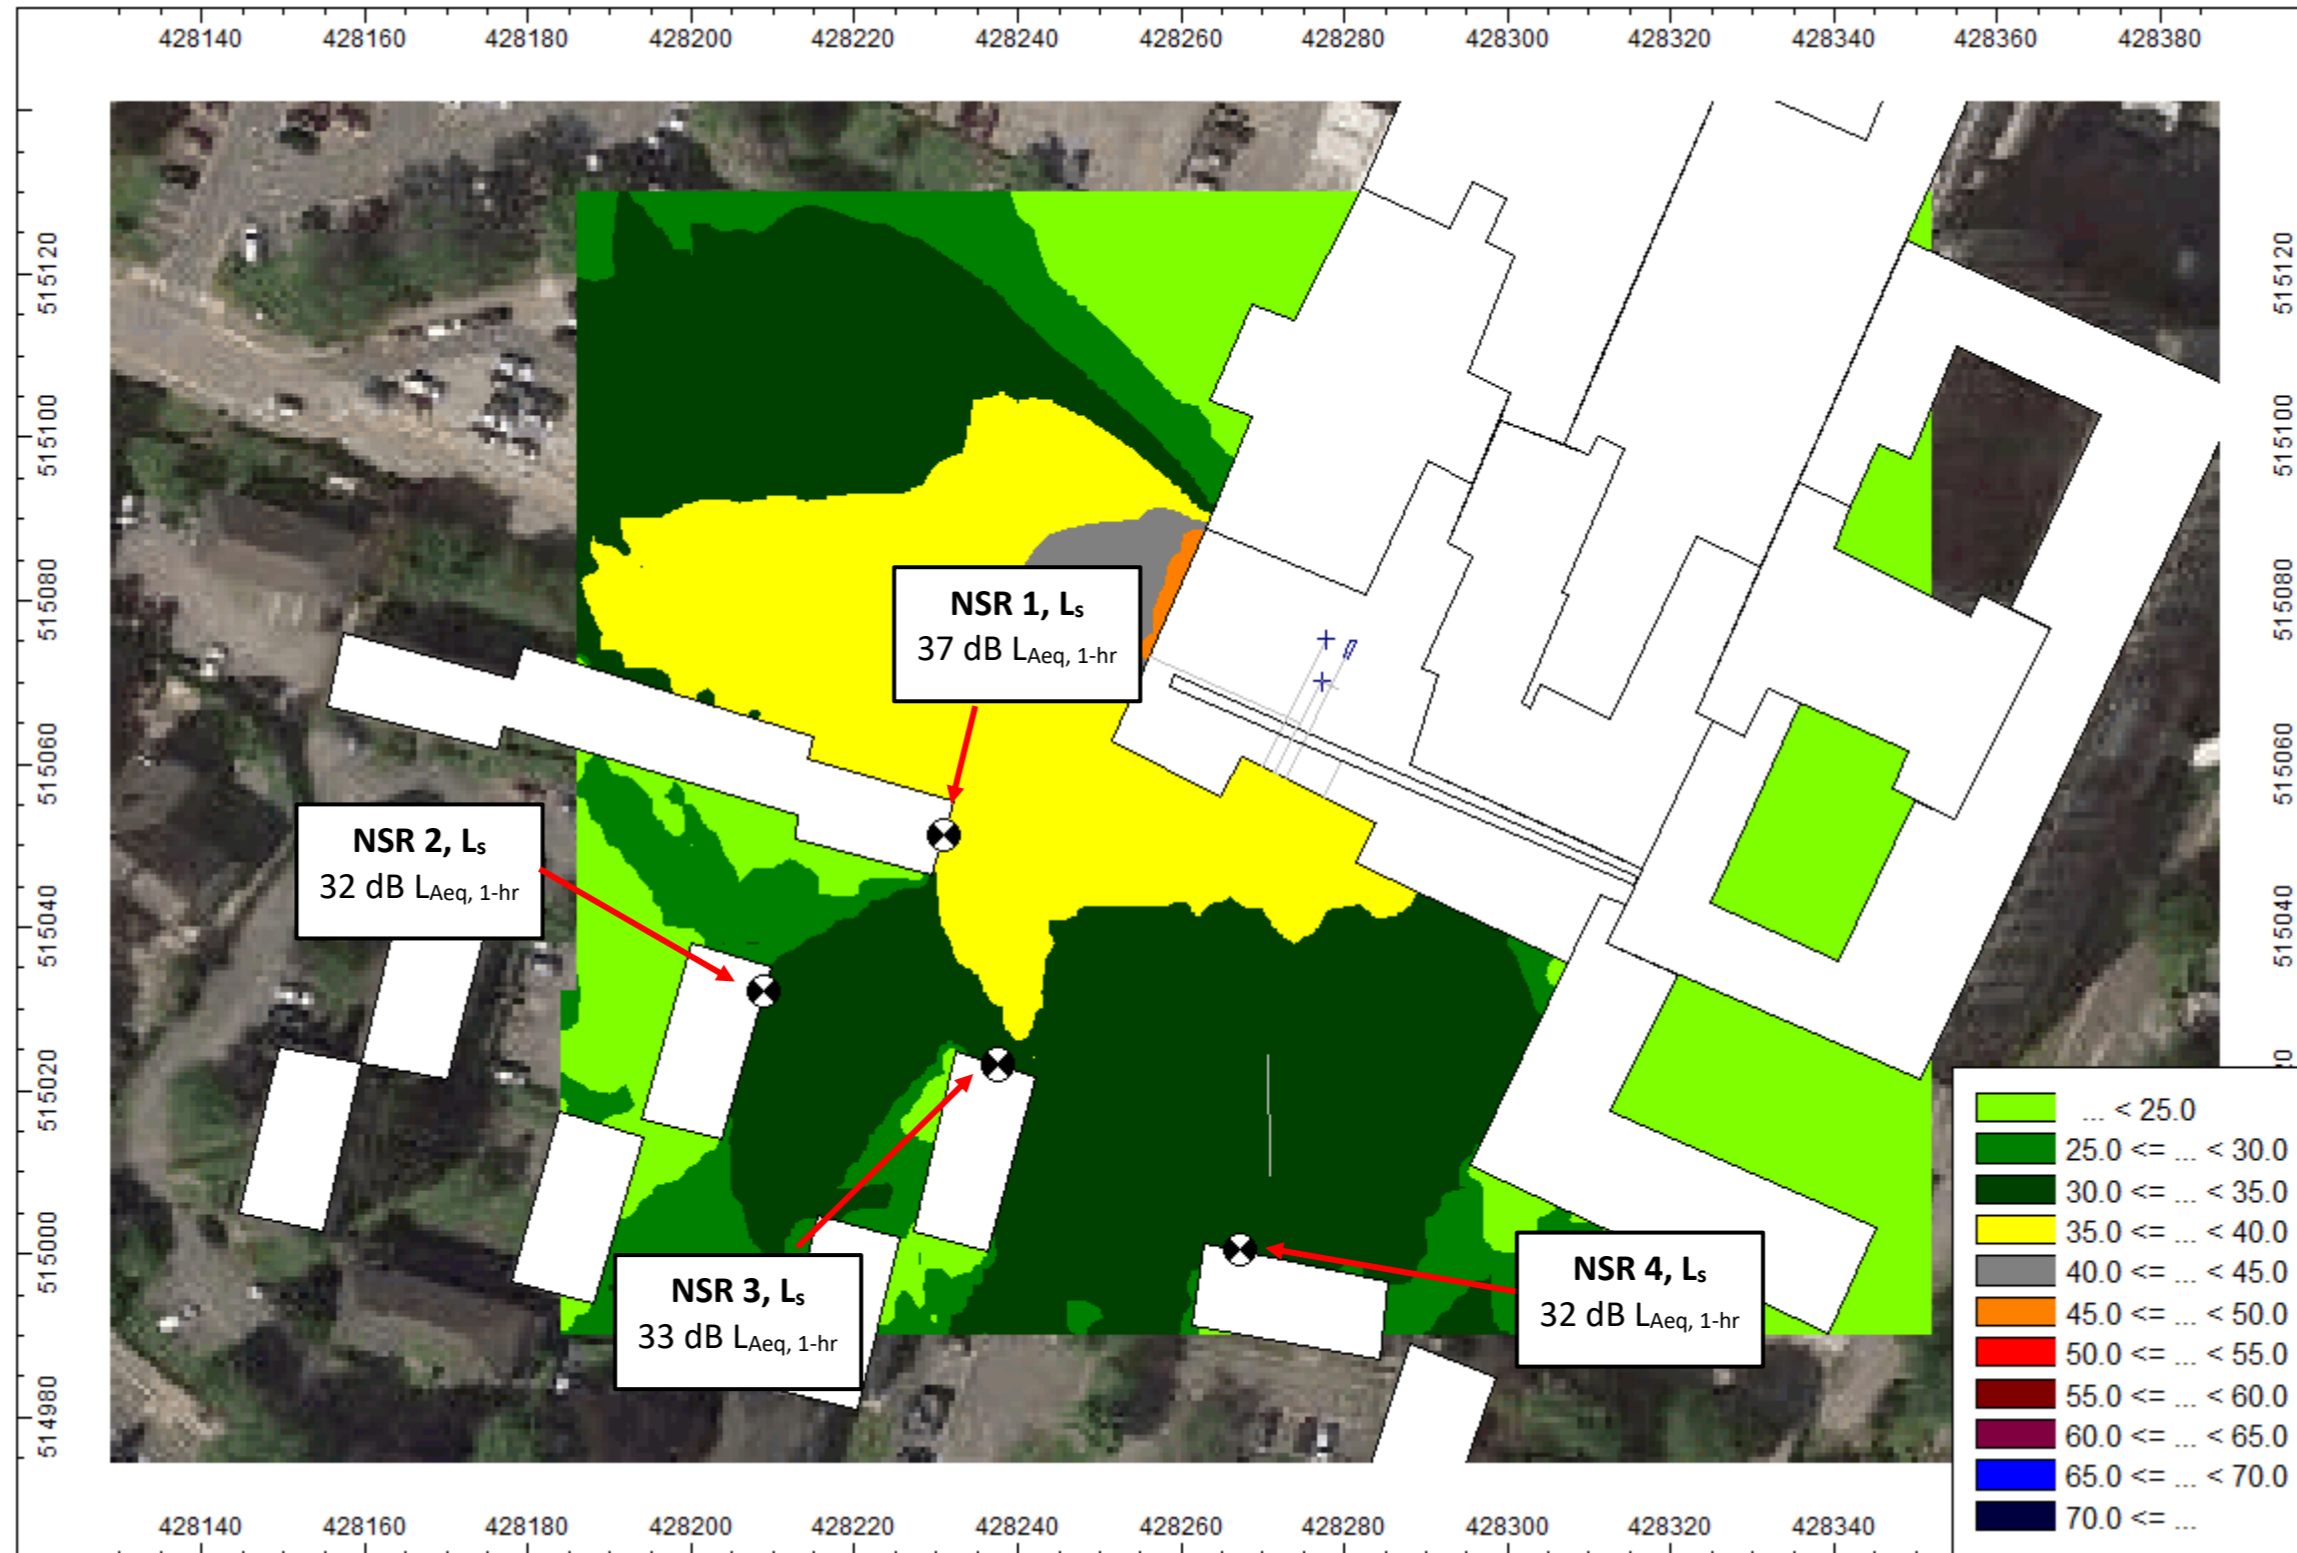 428140 428160 428180 428200 428220 428240 428260 428280 428300 428320 428340 428360 428380
515120
515100
515080
515060
515040
515020
515000
514980
515120
515100
515080
515060
515040
20
NSR 1, Ls
37 dB LAeq, 1-hr
NSR 2, Ls
32 dB LAeq, 1-hr
NSR 3, Ls
33 dB LAeq, 1-hr
NSR 4, Ls
32 dB LAeq, 1-hr
... < 25.0
25.0 <= ... < 30.0
30.0 <= ... < 35.0
35.0 <= ... < 40.0
40.0 <= ... < 45.0
45.0 <= ... < 50.0
50.0 <= ... < 55.0
55.0 <= ... < 60.0
60.0 <= ... < 65.0
65.0 <= ... < 70.0
70.0 <= ...
428140 428160 428180 428200 428220 428240 428260 428280 428300 428320 428340